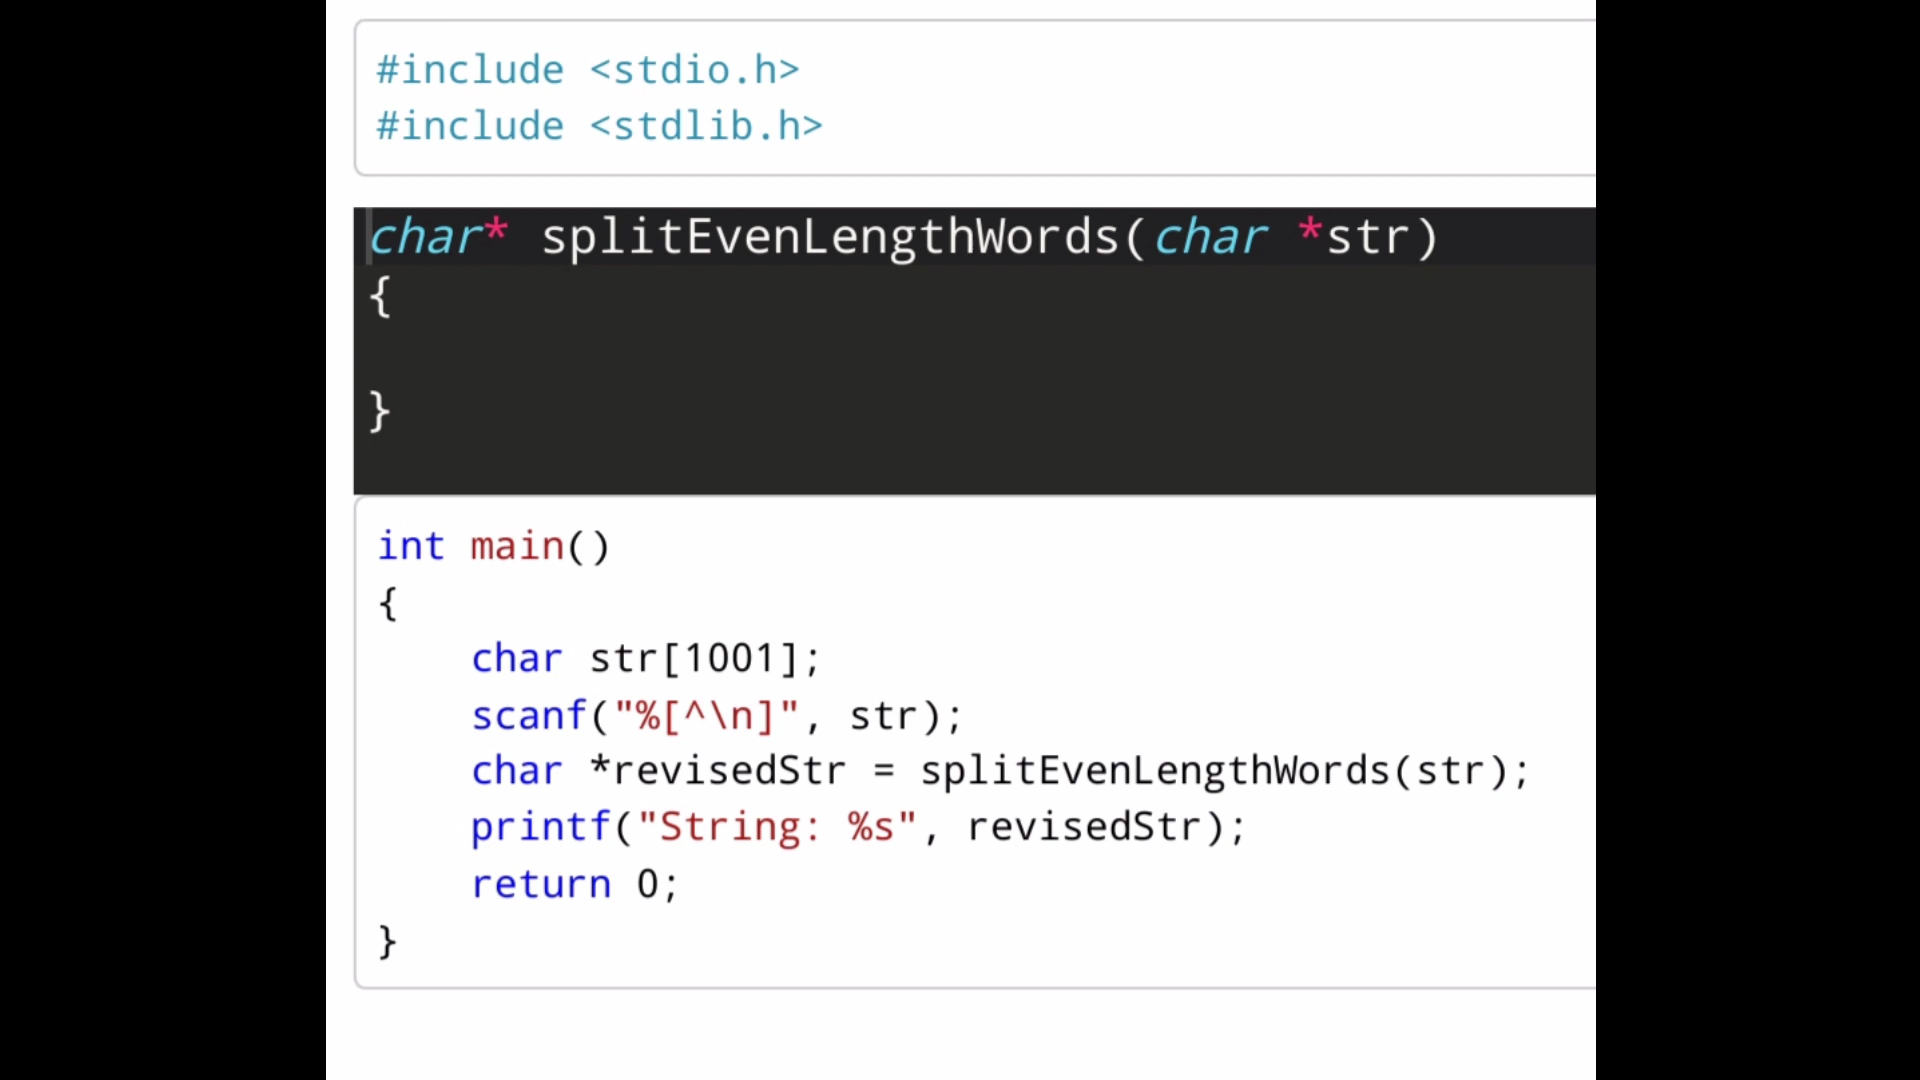 #include <stdio.h>
#include <stdlib.h>
char* splitEvenLengthWords(char *str)
{
}
int main()
{
    char str[1001];
    scanf("%[^\n]", str);
    char *revisedStr = splitEvenLengthWords(str);
    printf("String: %s", revisedStr);
    return 0;
}